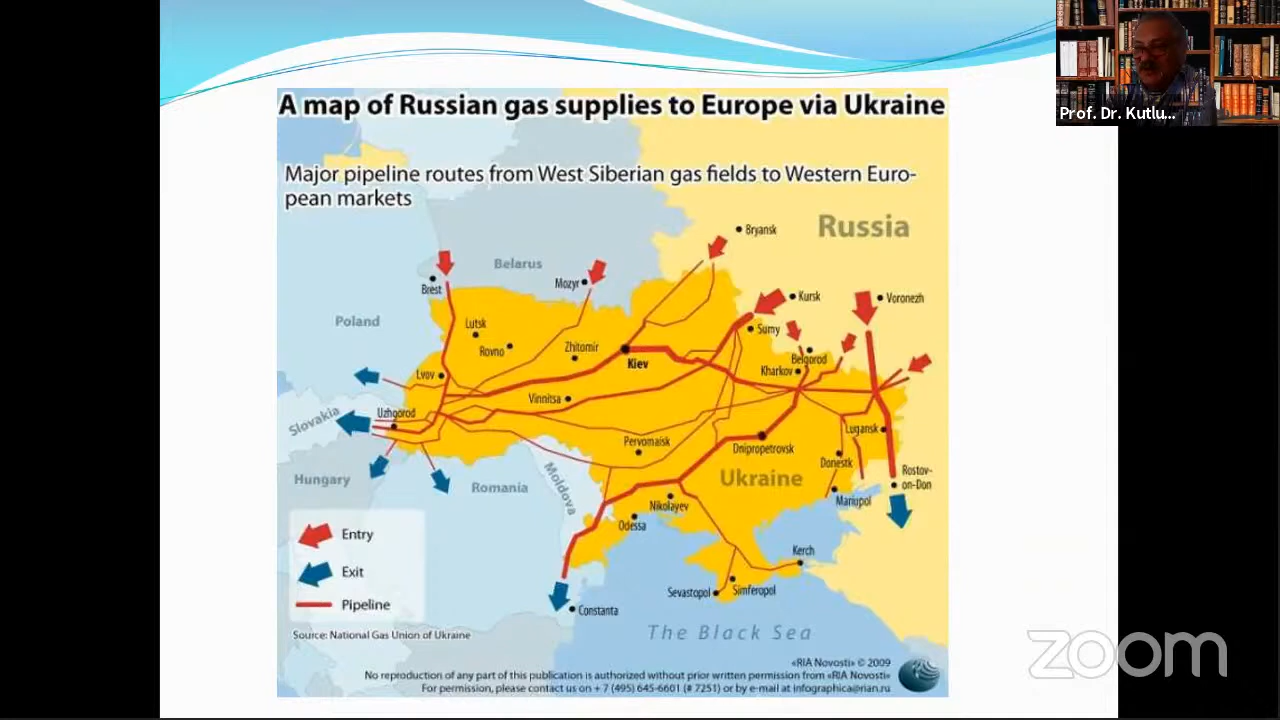 A map of Russian gas supplies to Europe via Ukraine
Prof. Dr. Kutlu...
Major pipeline routes from West Siberian gas fields to Western Euro-
pean markets
Russia
Bryansk
Belarus
Mozyr
Brest
Kursk
Voronezh
Poland
Lutsk
Sumy
Rovno
Zhitomir
Kiev
Belgorod
Kharkov
Lvov
Vinnitsa
Uzhgorod
Slovakia
Lugansk
Pervomaisk
Dnipropetrovsk
Donestk
Rostov-
on-Don
Hungary
Romania
Moldova
Ukraine
Mariupol
Nikolayev
Odessa
Entry
Kerch
Exit
Sevastopol
Simferopol
Pipeline
Constanta
Source: National Gas Union of Ukraine
The Black Sea
zoom
«RIA Novosti» © 2009
No reproduction of any part of this publication is authorized without prior written permission from «RIA Novosti»
For permission, please contact us on + 7 (495) 645-6601 (# 7251) or by e-mail at infographica@rian.ru